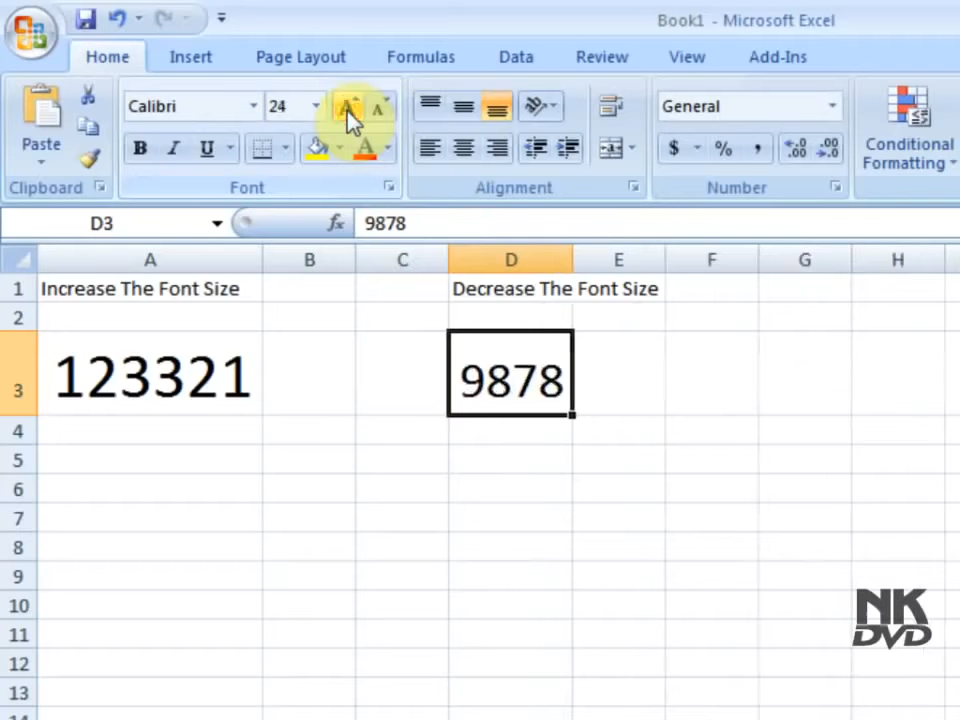 Book1 - Microsoft Excel
Home Insert Page Layout Formulas Data Review View Add-Ins
Calibri 24 A A General
Paste B I U A $ % , .00 .00 Conditional Formatting
Clipboard Font Alignment Number
D3 fx 9878
A B C D E F G H
1 Increase The Font Size Decrease The Font Size
2
3 123321 9878
4
5
6
7
8
9
10
11
12
13
NK
DVD